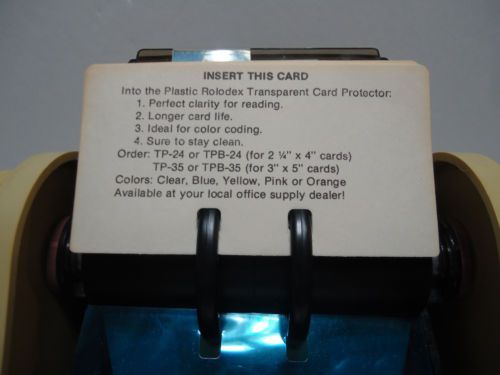 INSERT THIS CARD
Into the Plastic Rolodex Transparent Card Protector:
1. Perfect clarity for reading.
2. Longer card life.
3. Ideal for color coding.
4. Sure to stay clean.
Order: TP-24 or TPB-24 (for 2 ¼" x 4" cards)
TP-35 or TPB-35 (for 3" x 5" cards)
Colors: Clear, Blue, Yellow, Pink or Orange
Available at your local office supply dealer!